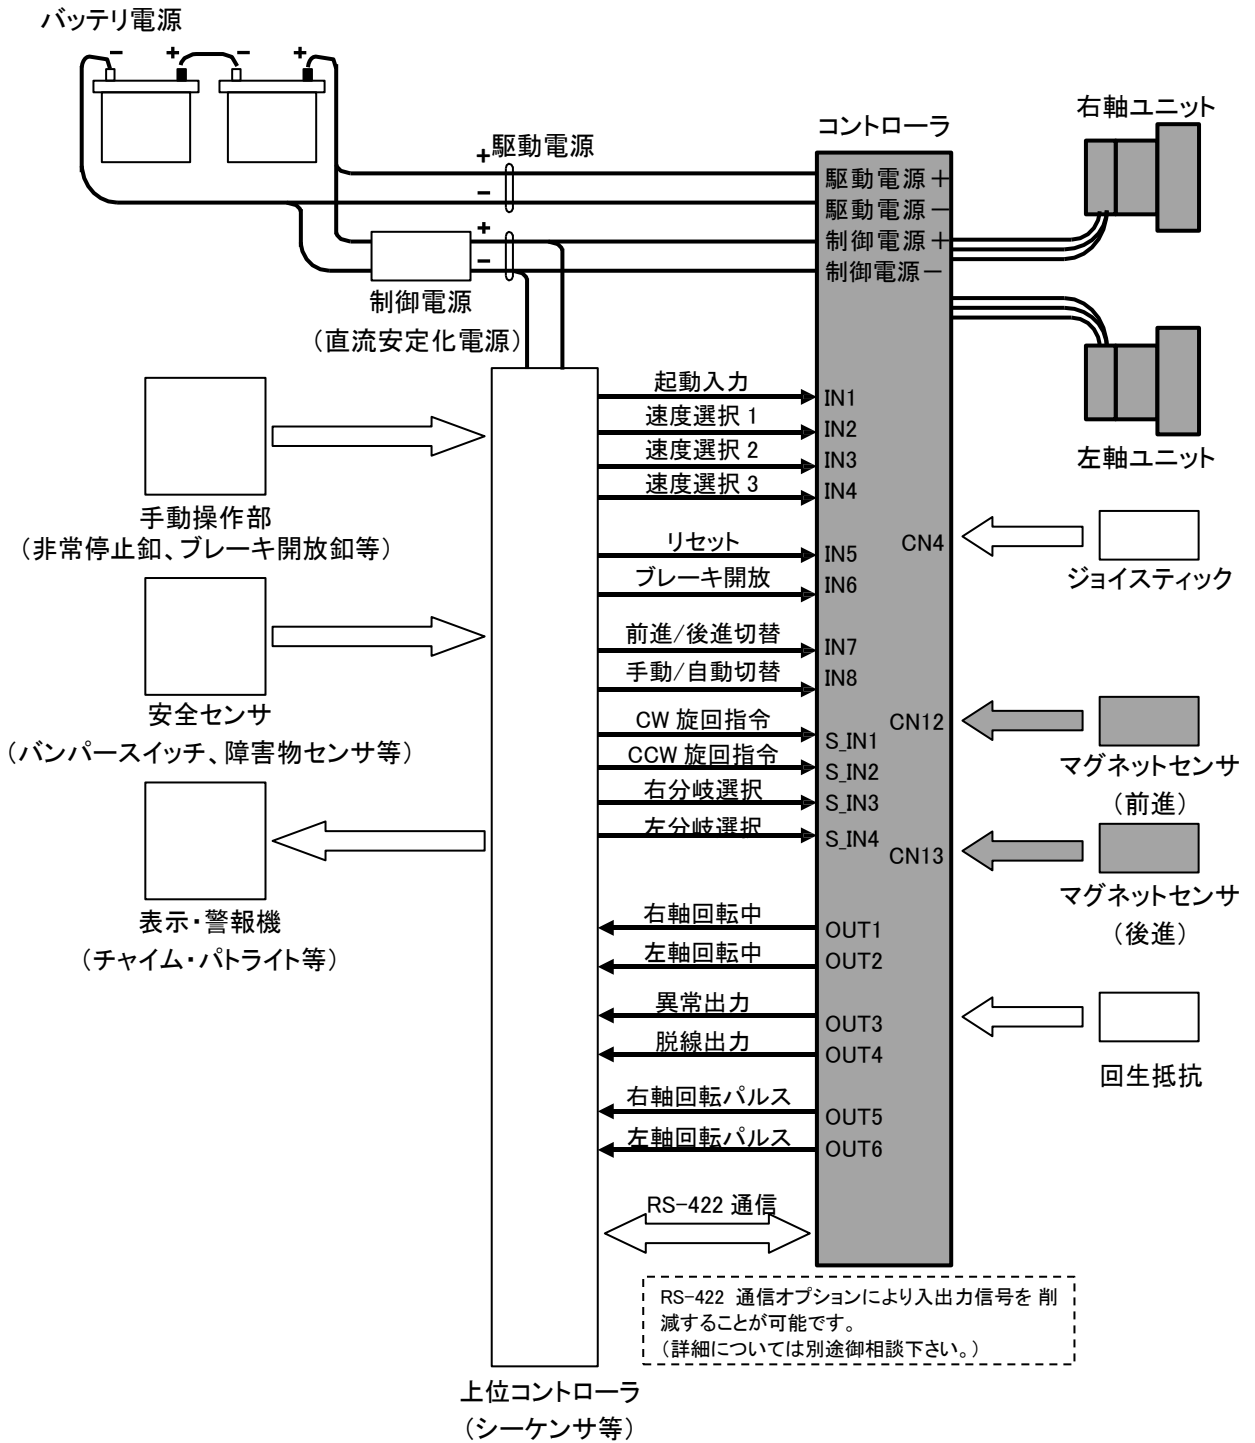 バッテリ電源
− + − +
駆動電源
+
−
コントローラ
右軸ユニット
駆動電源＋
駆動電源－
制御電源＋
制御電源－
+
−
制御電源
（直流安定化電源）
左軸ユニット
手動操作部
（非常停止釦、ブレーキ開放釦等）
安全センサ
（バンパースイッチ、障害物センサ等）
表示・警報機
（チャイム・パトライト等）
起動入力
速度選択 1
速度選択 2
速度選択 3
リセット
ブレーキ開放
前進/後進切替
手動/自動切替
CW 旋回指令
CCW 旋回指令
右分岐選択
左分岐選択
右軸回転中
左軸回転中
異常出力
脱線出力
右軸回転パルス
左軸回転パルス
RS-422 通信
IN1
IN2
IN3
IN4
IN5
IN6
IN7
IN8
S_IN1
S_IN2
S_IN3
S_IN4
OUT1
OUT2
OUT3
OUT4
OUT5
OUT6
CN4
CN12
CN13
ジョイスティック
マグネットセンサ
（前進）
マグネットセンサ
（後進）
回生抵抗
RS-422 通信オプションにより入出力信号を 削
減することが可能です。
（詳細については別途御相談下さい。）
上位コントローラ
（シーケンサ等）